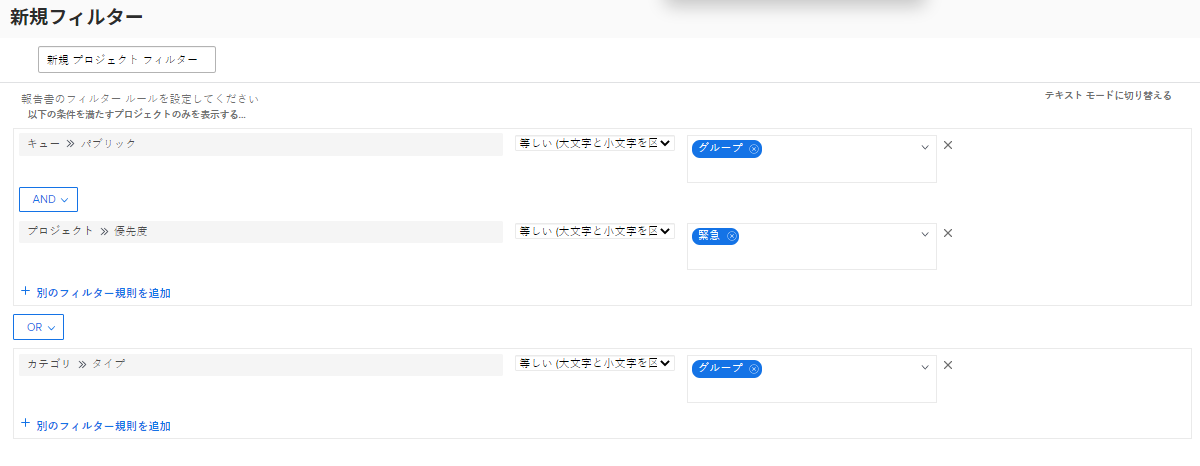 新規フィルター
新規 プロジェクト フィルター
報告書のフィルター ルールを設定してください
テキスト モードに切り替える
以下の条件を満たすプロジェクトのみを表示する...
キュー パブリック 等しい (大文字と小文字を区 グループ
AND
プロジェクト 優先度 等しい (大文字と小文字を区 緊急
+ 別のフィルター規則を追加
OR
カテゴリ タイプ 等しい (大文字と小文字を区 グループ
+ 別のフィルター規則を追加